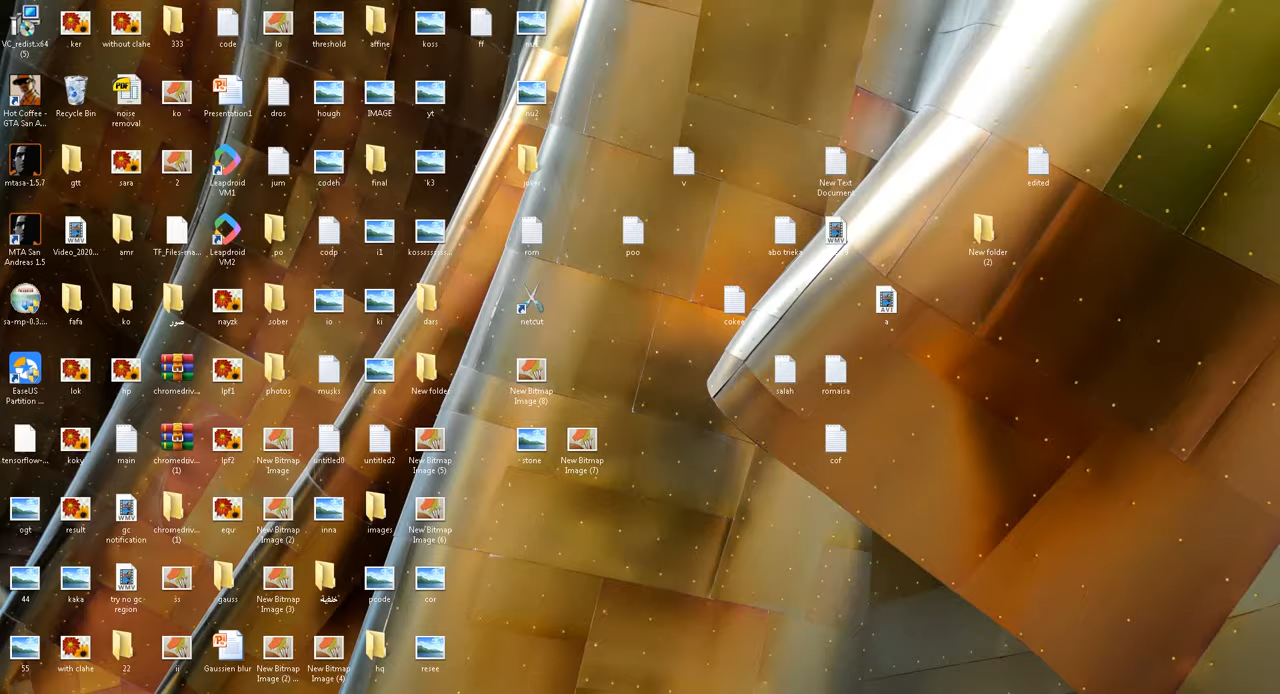 VC_redist.x64 (5)
ker
without clahe
333
code
lo
threshold
affine
koss
ff
Hot Coffee - GTA San A...
Recycle Bin
noise removal
ko
Presentation1
dros
hough
IMAGE
yt
nu2
mtasa-1.5.7
gtt
sara
2
Leapdroid VM1
jum
codeh
final
k3
joker
v
New Text Document
edited
MTA San Andreas 1.5
Video_2020...
amr
TF_Files-ma...
Leapdroid VM2
po
codp
i1
kosssssss...
rom
poo
abo trieka
New folder (2)
sa-mp-0.3....
fafa
ko
صور
nayzk
sober
io
ki
dars
netcut
cokee
a
EaseUS Partition ...
lok
hp
chromedriv...
lpf1
photos
musks
koa
New folder
New Bitmap Image (8)
salah
romaisa
tensorflow-...
koky
main
chromedriv... (1)
lpf2
New Bitmap Image
untitled0
untitled2
New Bitmap Image (5)
stone
New Bitmap Image (7)
cof
ogt
result
gc notification
chromedriv... (1)
equ
New Bitmap Image (2)
inna
images
New Bitmap Image (6)
44
kaka
try no gc region
ss
gauss
New Bitmap Image (3)
خلفية
pcode
cor
55
with clahe
22
ii
Gaussien blur
New Bitmap Image (2) ...
New Bitmap Image (4)
hq
resee